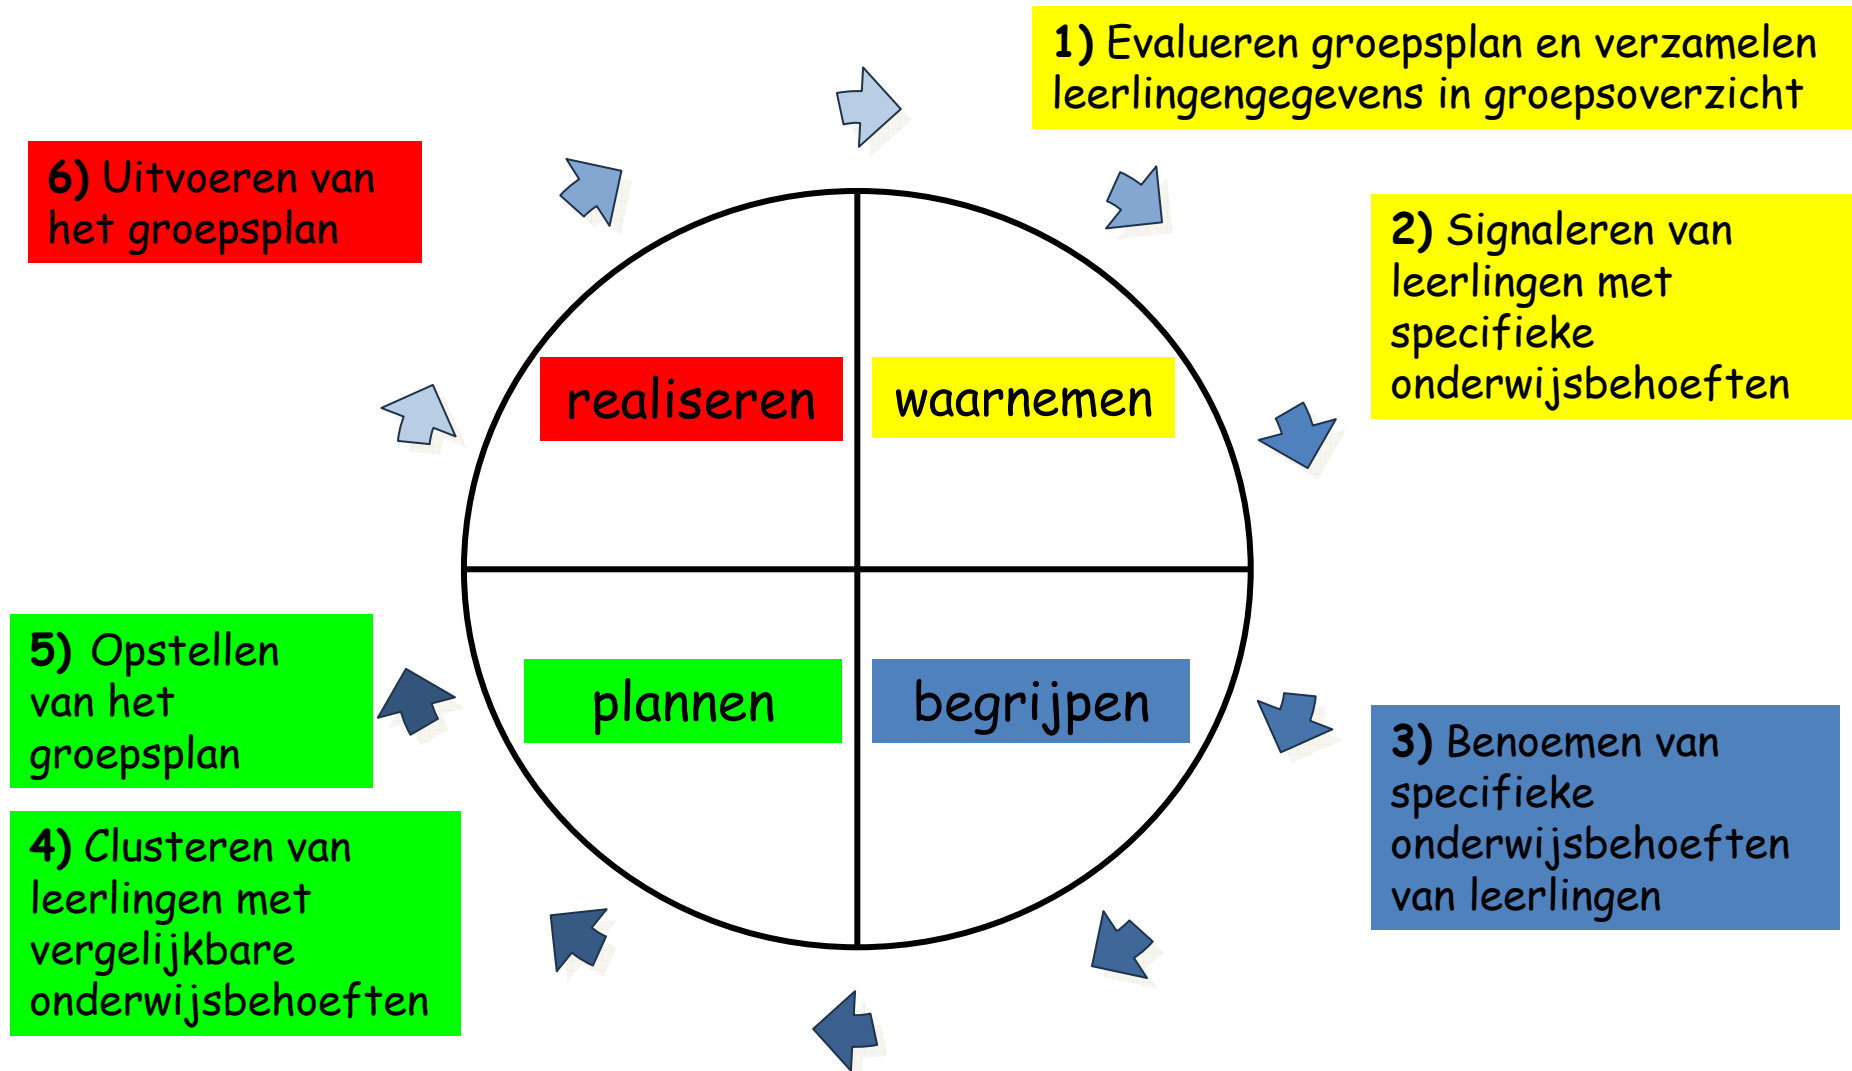 1) Evalueren groepsplan en verzamelen
leerlingengegevens in groepsoverzicht
2) Signaleren van
leerlingen met
specifieke
onderwijsbehoeften
3) Benoemen van
specifieke
onderwijsbehoeften
van leerlingen
4) Clusteren van
leerlingen met
vergelijkbare
onderwijsbehoeften
5) Opstellen
van het
groepsplan
6) Uitvoeren van
het groepsplan
realiseren
waarnemen
plannen
begrijpen